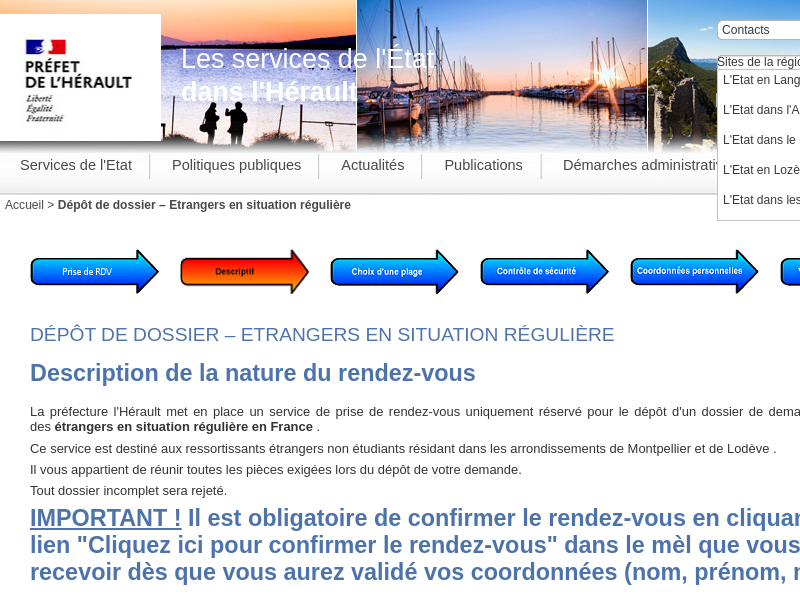 PRÉFET
DE L'HÉRAULT
Liberté
Égalité
Fraternité
Les services de l'État
dans l'Hérault
Contacts
Sites de la régio
L'Etat en Lang
L'Etat dans l'A
L'Etat dans le
L'Etat en Lozè
L'Etat dans les
Services de l'Etat
Politiques publiques
Actualités
Publications
Démarches administrativ
Accueil > Dépôt de dossier – Etrangers en situation régulière
Prise de RDV
Descriptif
Choix d'une plage
Contrôle de sécurité
Coordonnées personnelles
DÉPÔT DE DOSSIER – ETRANGERS EN SITUATION RÉGULIÈRE
Description de la nature du rendez-vous
La préfecture l'Hérault met en place un service de prise de rendez-vous uniquement réservé pour le dépôt d'un dossier de dema
des étrangers en situation régulière en France .
Ce service est destiné aux ressortissants étrangers non étudiants résidant dans les arrondissements de Montpellier et de Lodève .
Il vous appartient de réunir toutes les pièces exigées lors du dépôt de votre demande.
Tout dossier incomplet sera rejeté.
IMPORTANT ! Il est obligatoire de confirmer le rendez-vous en cliquan
lien "Cliquez ici pour confirmer le rendez-vous" dans le mèl que vous
recevoir dès que vous aurez validé vos coordonnées (nom, prénom, m